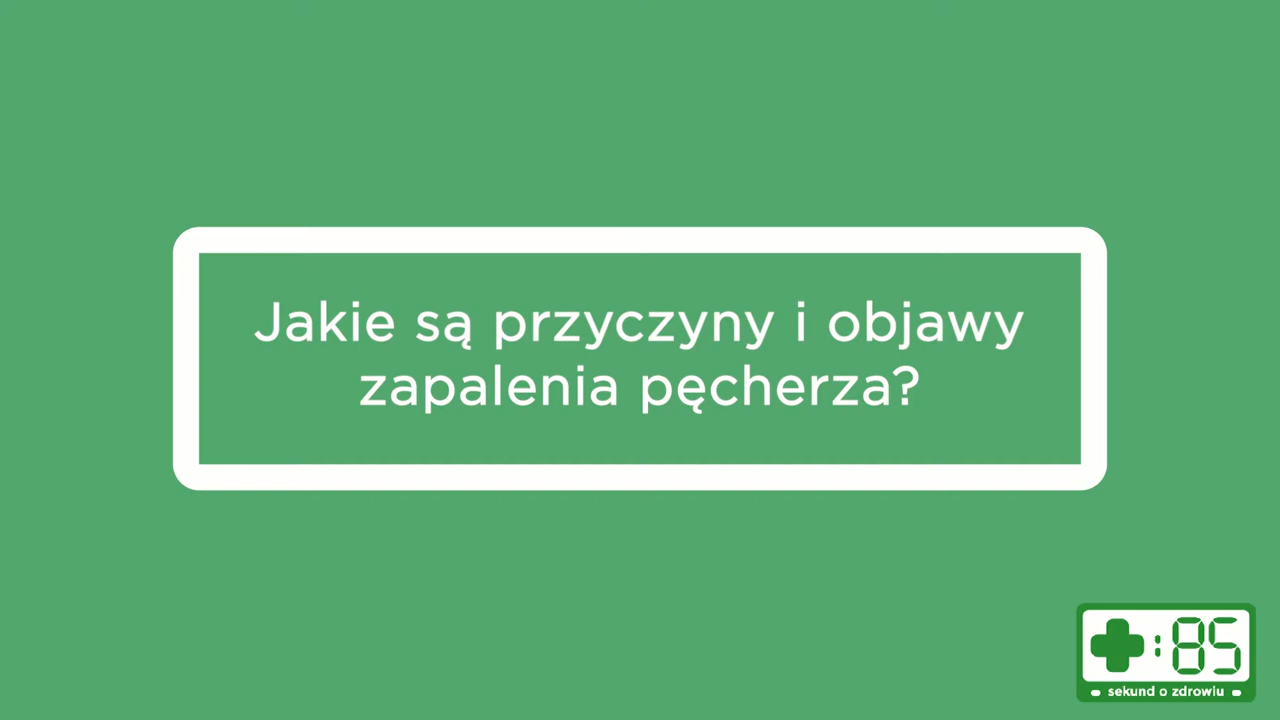 Jakie są przyczyny i objawy
zapalenia pęcherza?
:85
sekund o zdrowiu